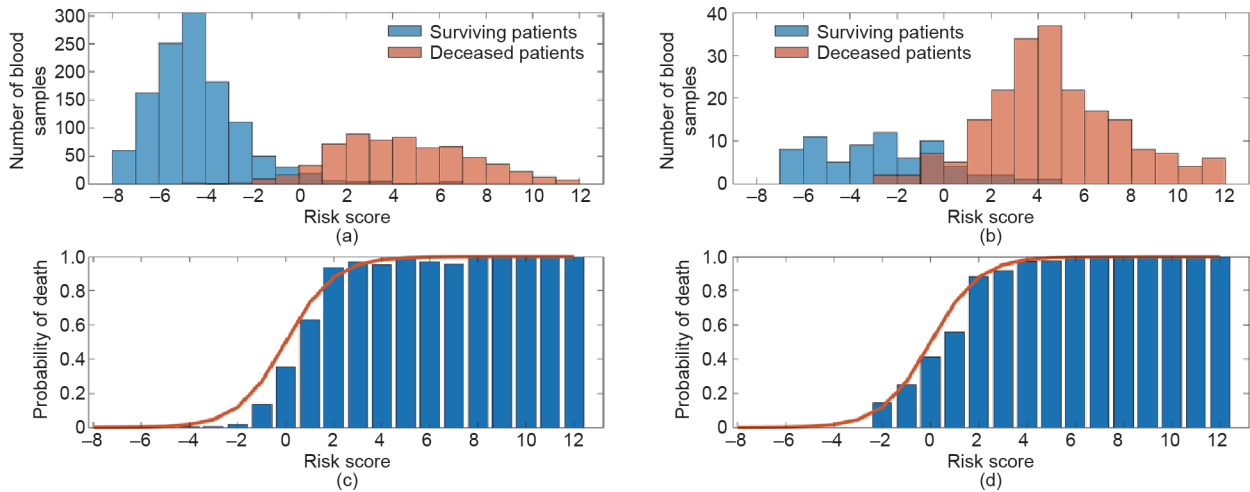 300
250
200
150
100
50
0
Number of blood
samples
Surviving patients
Deceased patients
–8 –6 –4 –2 0 2 4 6 8 10 12
Risk score
(a)
40
30
20
10
0
Number of blood
samples
Surviving patients
Deceased patients
–8 –6 –4 –2 0 2 4 6 8 10 12
Risk score
(b)
1.0
0.8
0.6
0.4
0.2
0
Probability of death
–8 –6 –4 –2 0 2 4 6 8 10 12
Risk score
(c)
1.0
0.8
0.6
0.4
0.2
0
Probability of death
–8 –6 –4 –2 0 2 4 6 8 10 12
Risk score
(d)